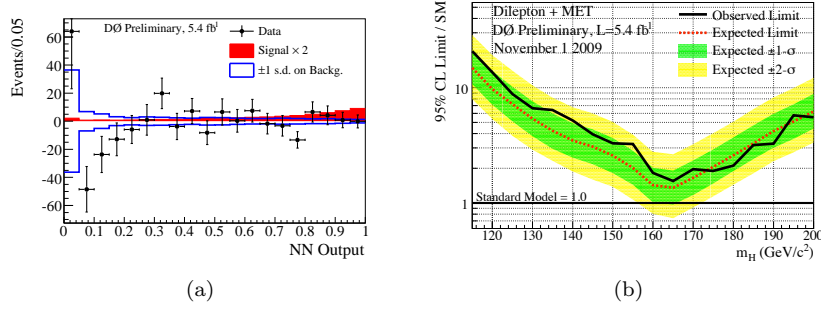 Events/0.05
60
40
20
0
-20
-40
-60
DØ Preliminary, 5.4 fb¹
Data
Signal × 2
±1 s.d. on Backg.
0 0.1 0.2 0.3 0.4 0.5 0.6 0.7 0.8 0.9 1
NN Output
(a)
95% CL Limit / SM
10
1
Dilepton + MET
DØ Preliminary, L=5.4 fb¹
November 1 2009
Observed Limit
Expected Limit
Expected ±1-σ
Expected ±2-σ
Standard Model = 1.0
120 130 140 150 160 170 180 190 200
m_H (GeV/c²)
(b)